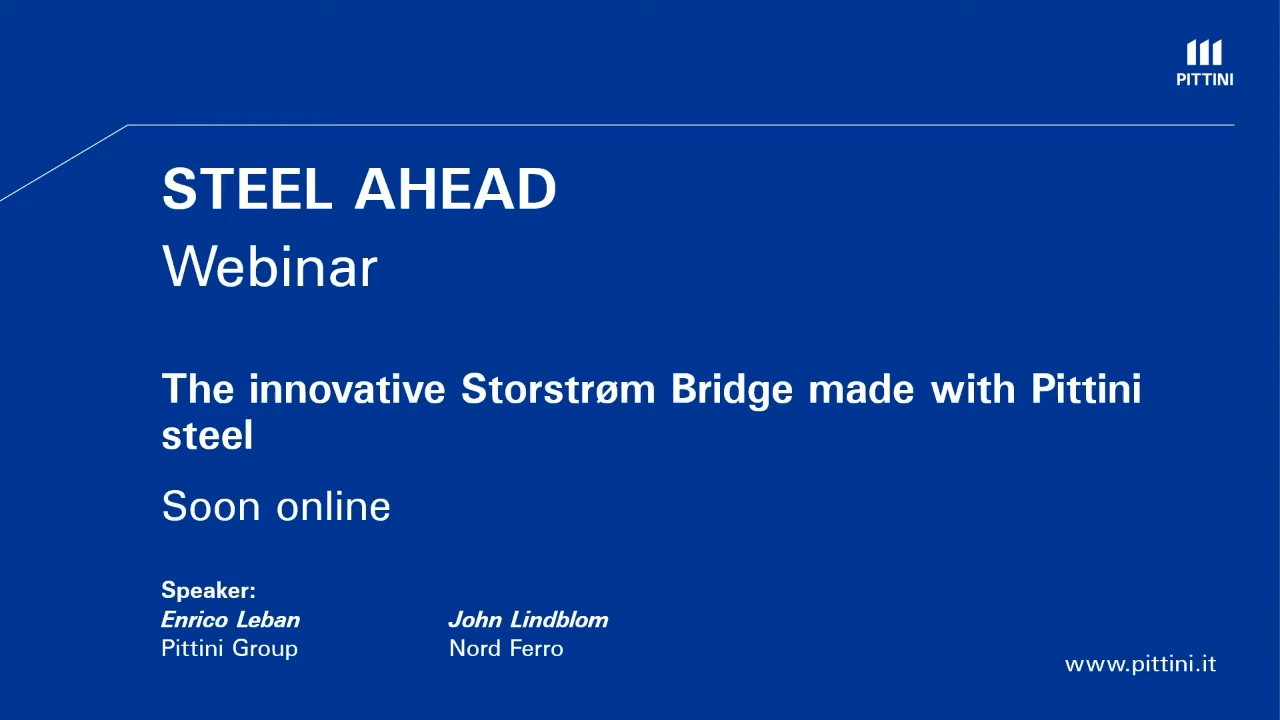 PITTINI
STEEL AHEAD
Webinar
The innovative Storstrøm Bridge made with Pittini
steel
Soon online
Speaker:
Enrico Leban
Pittini Group
John Lindblom
Nord Ferro
www.pittini.it